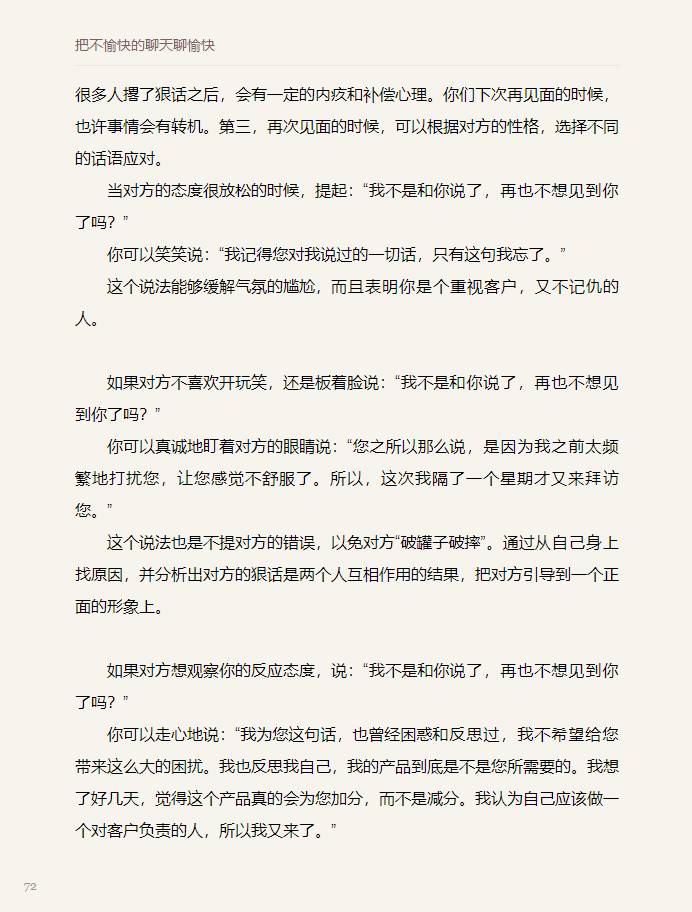 把不愉快的聊天聊愉快
很多人撂了狠话之后，会有一定的内疚和补偿心理。你们下次再见面的时候，
也许事情会有转机。第三，再次见面的时候，可以根据对方的性格，选择不同
的话语应对。
当对方的态度很放松的时候，提起：“我不是和你说了，再也不想见到你
了吗？”
你可以笑笑说：“我记得您对我说过的一切话，只有这句我忘了。”
这个说法能够缓解气氛的尴尬，而且表明你是个重视客户，又不记仇的
人。
如果对方不喜欢开玩笑，还是板着脸说：“我不是和你说了，再也不想见
到你了吗？”
你可以真诚地盯着对方的眼睛说：“您之所以那么说，是因为我之前太频
繁地打扰您，让您感觉不舒服了。所以，这次我隔了一个星期才又来拜访
您。”
这个说法也是不提对方的错误，以免对方“破罐子破摔”。通过从自己身上
找原因，并分析出对方的狠话是两个人互相作用的结果，把对方引导到一个正
面的形象上。
如果对方想观察你的反应态度，说：“我不是和你说了，再也不想见到你
了吗？”
你可以走心地说：“我为您这句话，也曾经困惑和反思过，我不希望给您
带来这么大的困扰。我也反思我自己，我的产品到底是不是您所需要的。我想
了好几天，觉得这个产品真的会为您加分，而不是减分。我认为自己应该做一
个对客户负责的人，所以我又来了。”
72